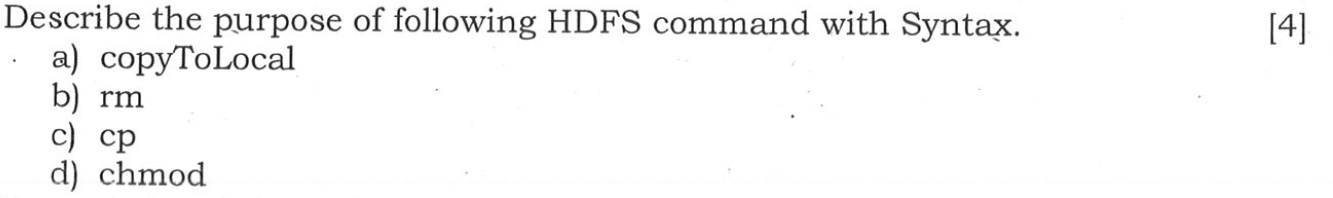 Describe the purpose of following HDFS command with Syntax. [4]
a) copyToLocal
b) rm
c) cp
d) chmod